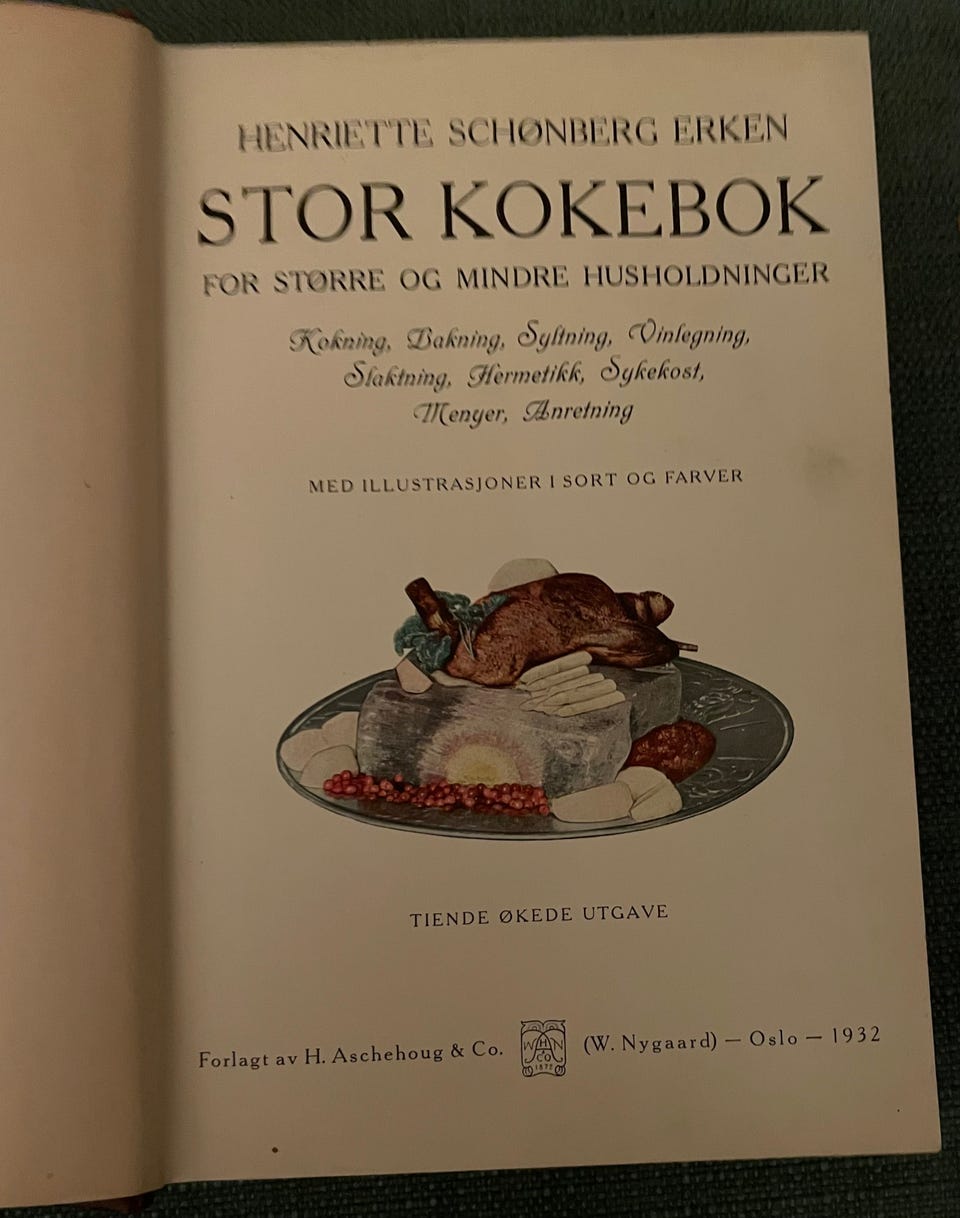 HENRIETTE SCHØNBERG ERKEN
STOR KOKEBOK
FOR STØRRE OG MINDRE HUSHOLDNINGER
Kokning, Bakning, Syltning, Vinlegning,
Slaktning, Hermetikk, Sykekost,
Menyer, Anretning
MED ILLUSTRASJONER I SORT OG FARVER
TIENDE ØKEDE UTGAVE
Forlagt av H. Aschehoug & Co. (W. Nygaard) — Oslo — 1932